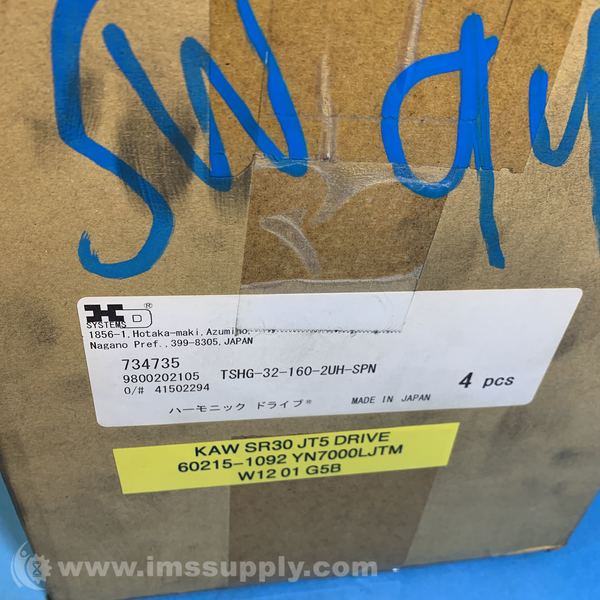 SW qy
HD®
SYSTEMS
1856-1, Hotaka-maki, Azumino,
Nagano Pref., 399-8305, JAPAN
734735
9800202105 TSHG-32-160-2UH-SPN 4 pcs
O/# 41502294
ハーモニック ドライブ® MADE IN JAPAN
KAW SR30 JT5 DRIVE
60215-1092 YN7000LJTM
W12 01 G5B
www.imssupply.com